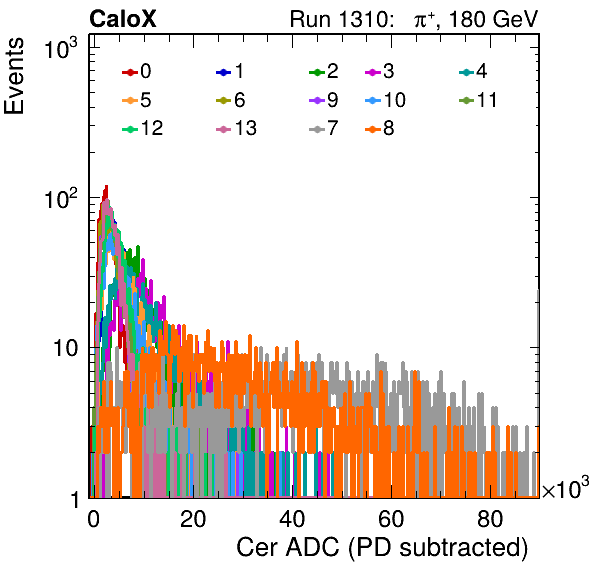 CaloX Run 1310: π⁺, 180 GeV
Events
10³
0 1 2 3 4
5 6 9 10 11
12 13 7 8
10²
10
1
0 20 40 60 80 ×10³
Cer ADC (PD subtracted)